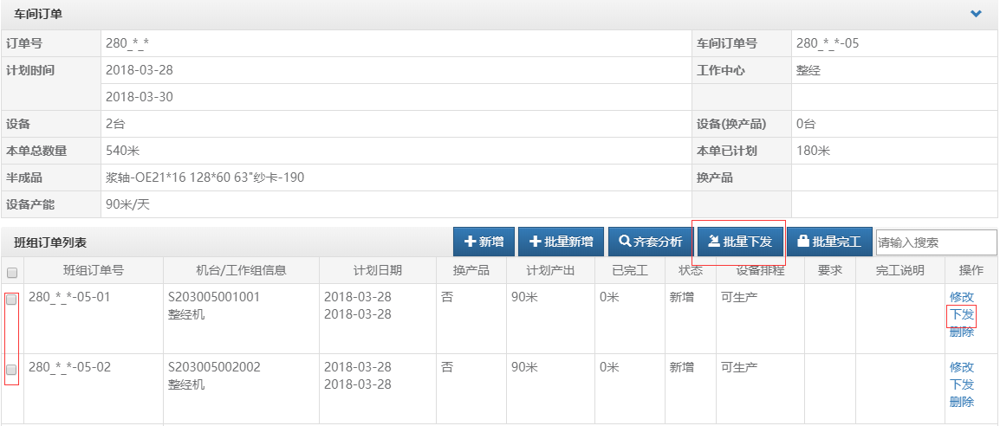 车间订单
订单号 280_*_* 车间订单号 280_*_*-05
计划时间 2018-03-28 工作中心 整经
2018-03-30
设备 2台 设备(换产品) 0台
本单总数量 540米 本单已计划 180米
半成品 浆轴-OE21*16 128*60 63"纱卡-190 换产品
设备产能 90米/天
班组订单列表 新增 批量新增 齐套分析 批量下发 批量完工 请输入搜索
班组订单号 机台/工作组信息 计划日期 换产品 计划产出 已完工 状态 设备排程 要求 完工说明 操作
280_*_*-05-01 S203005001001 2018-03-28 否 90米 0米 新增 可生产 修改
整经机 2018-03-28 下发
删除
280_*_*-05-02 S203005002002 2018-03-28 否 90米 0米 新增 可生产 修改
整经机 2018-03-28 下发
删除